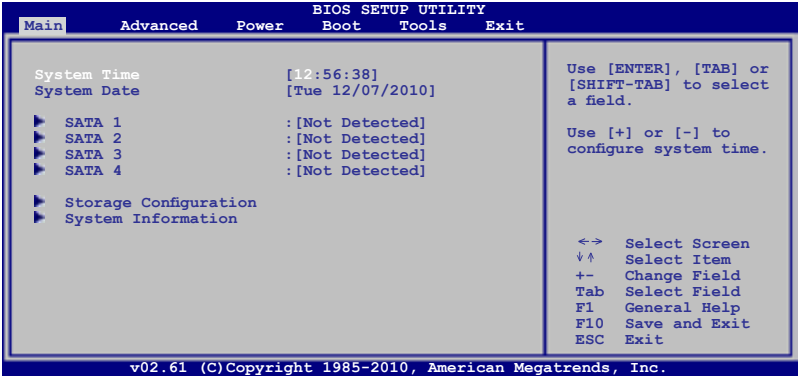 BIOS SETUP UTILITY
Main Advanced Power Boot Tools Exit
System Time [12:56:38]
System Date [Tue 12/07/2010]
SATA 1 :[Not Detected]
SATA 2 :[Not Detected]
SATA 3 :[Not Detected]
SATA 4 :[Not Detected]
Storage Configuration
System Information
Use [ENTER], [TAB] or
[SHIFT-TAB] to select
a field.
Use [+] or [-] to
configure system time.
←→ Select Screen
↓↑ Select Item
+- Change Field
Tab Select Field
F1 General Help
F10 Save and Exit
ESC Exit
v02.61 (C)Copyright 1985-2010, American Megatrends, Inc.